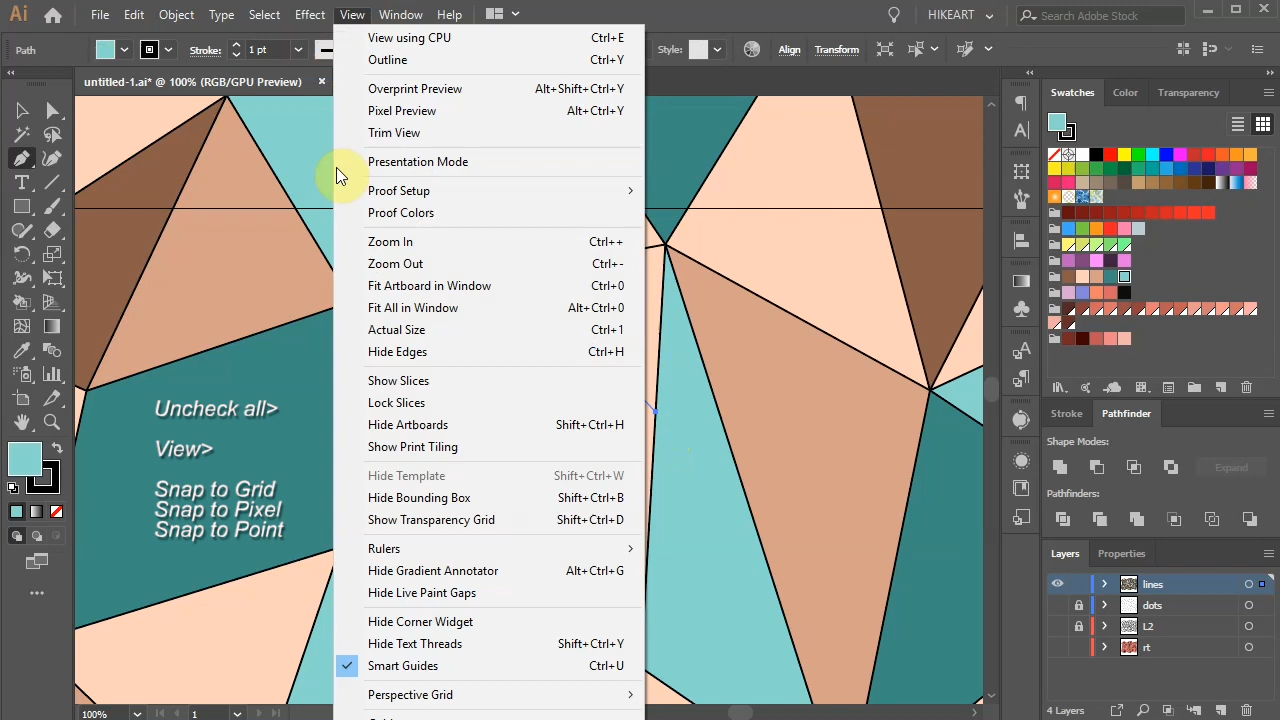 Ai File Edit Object Type Select Effect View Window Help HIKEART Search Adobe Stock
Path Stroke: 1 pt Style: Align Transform
untitled-1.ai* @ 100% (RGB/GPU Preview)
View using CPU Ctrl+E
Outline Ctrl+Y
Overprint Preview Alt+Shift+Ctrl+Y
Pixel Preview Alt+Ctrl+Y
Trim View
Presentation Mode
Proof Setup
Proof Colors
Zoom In Ctrl++
Zoom Out Ctrl+-
Fit Artboard in Window Ctrl+0
Fit All in Window Alt+Ctrl+0
Actual Size Ctrl+1
Hide Edges Ctrl+H
Show Slices
Lock Slices
Hide Artboards Shift+Ctrl+H
Show Print Tiling
Hide Template Shift+Ctrl+W
Hide Bounding Box Shift+Ctrl+B
Show Transparency Grid Shift+Ctrl+D
Rulers
Hide Gradient Annotator Alt+Ctrl+G
Hide Live Paint Gaps
Hide Corner Widget
Hide Text Threads Shift+Ctrl+Y
Smart Guides Ctrl+U
Perspective Grid
Uncheck all>
View>
Snap to Grid
Snap to Pixel
Snap to Point
Swatches Color Transparency
Stroke Pathfinder
Shape Modes:
Expand
Pathfinders:
Layers Properties
lines
dots
L2
rt
4 Layers
100% 1